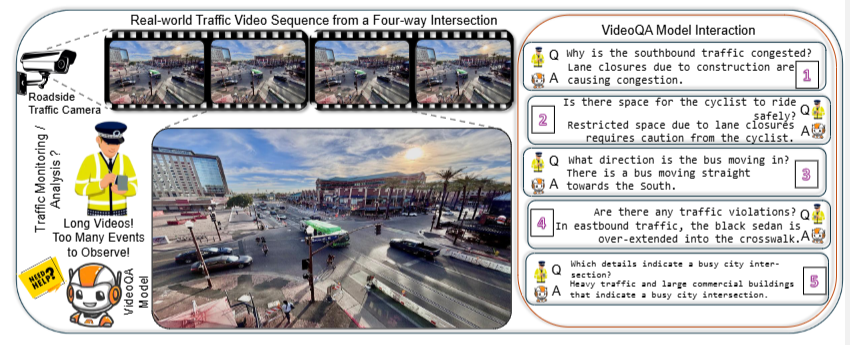 Real-world Traffic Video Sequence from a Four-way Intersection
Roadside
Traffic Camera
Traffic Monitoring /
Analysis ?
Long Videos!
Too Many Events
to Observe!
NEED
HELP?
VideoQA
Model
VideoQA Model Interaction
Q Why is the southbound traffic congested?
A Lane closures due to construction are
causing congestion.
1
2
Is there space for the cyclist to ride
safely? Q
Restricted space due to lane closures
requires caution from the cyclist. A
Q What direction is the bus moving in?
A There is a bus moving straight
towards the South.
3
4
Are there any traffic violations? Q
In eastbound traffic, the black sedan is
over-extended into the crosswalk. A
Q Which details indicate a busy city inter-
section?
A Heavy traffic and large commercial buildings
that indicate a busy city intersection.
5